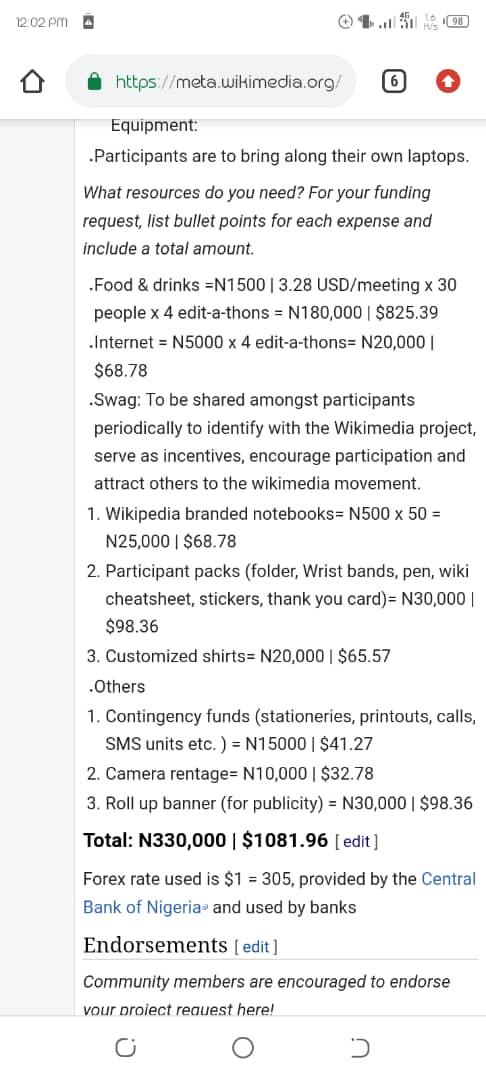 12:02 PM
4G
1.6
H/s
98
https://meta.wikimedia.org/
6
Equipment:
.Participants are to bring along their own laptops.
What resources do you need? For your funding
request, list bullet points for each expense and
include a total amount.
.Food & drinks =N1500 | 3.28 USD/meeting x 30
people x 4 edit-a-thons = N180,000 | $825.39
.Internet = N5000 x 4 edit-a-thons= N20,000 |
$68.78
.Swag: To be shared amongst participants
periodically to identify with the Wikimedia project,
serve as incentives, encourage participation and
attract others to the wikimedia movement.
1. Wikipedia branded notebooks= N500 x 50 =
N25,000 | $68.78
2. Participant packs (folder, Wrist bands, pen, wiki
cheatsheet, stickers, thank you card)= N30,000 |
$98.36
3. Customized shirts= N20,000 | $65.57
.Others
1. Contingency funds (stationeries, printouts, calls,
SMS units etc. ) = N15000 | $41.27
2. Camera rentage= N10,000 | $32.78
3. Roll up banner (for publicity) = N30,000 | $98.36
Total: N330,000 | $1081.96 [ edit ]
Forex rate used is $1 = 305, provided by the Central
Bank of Nigeria and used by banks
Endorsements [ edit ]
Community members are encouraged to endorse
your project request here!